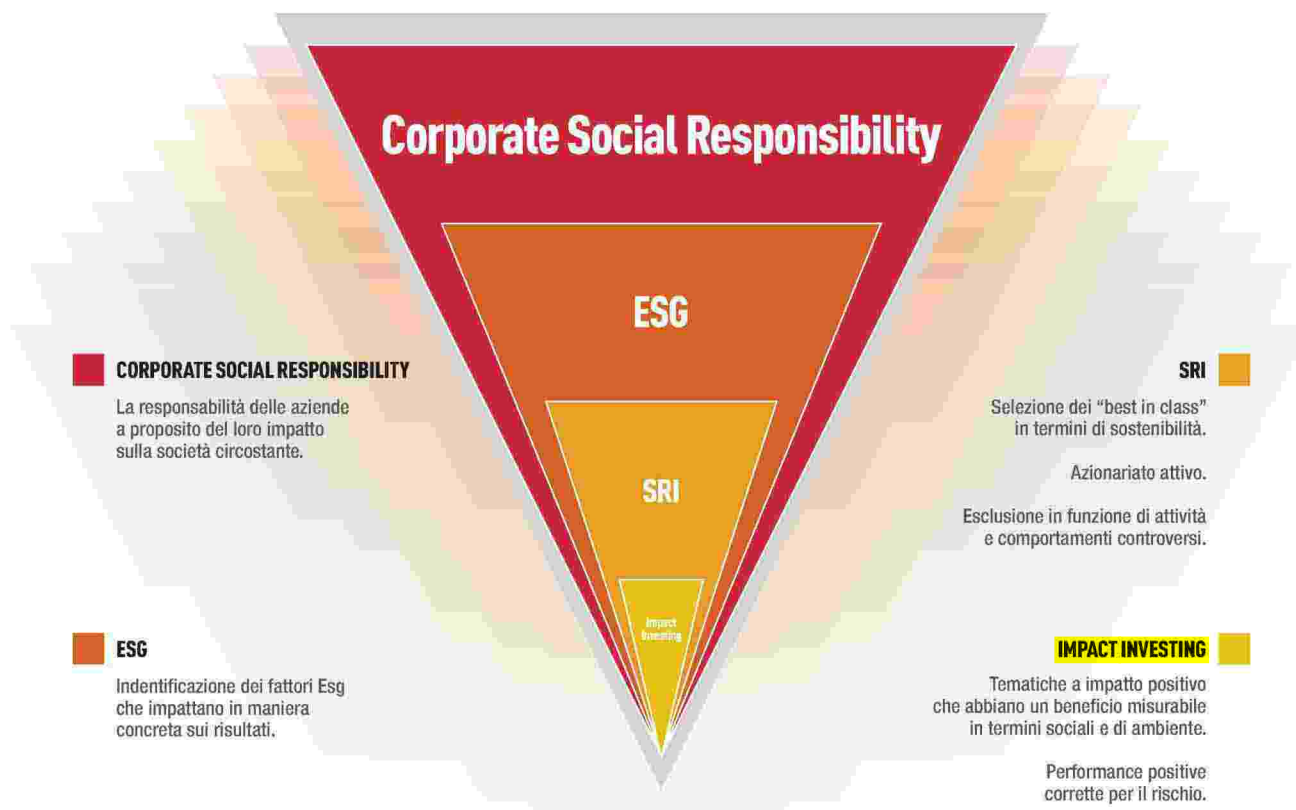 Corporate Social Responsibility
ESG
SRI
Impact
Investing
CORPORATE SOCIAL RESPONSIBILITY
La responsabilità delle aziende
a proposito del loro impatto
sulla società circostante.
ESG
Indentificazione dei fattori Esg
che impattano in maniera
concreta sui risultati.
SRI
Selezione dei “best in class”
in termini di sostenibilità.
Azionariato attivo.
Esclusione in funzione di attività
e comportamenti controversi.
IMPACT INVESTING
Tematiche a impatto positivo
che abbiano un beneficio misurabile
in termini sociali e di ambiente.
Performance positive
corrette per il rischio.